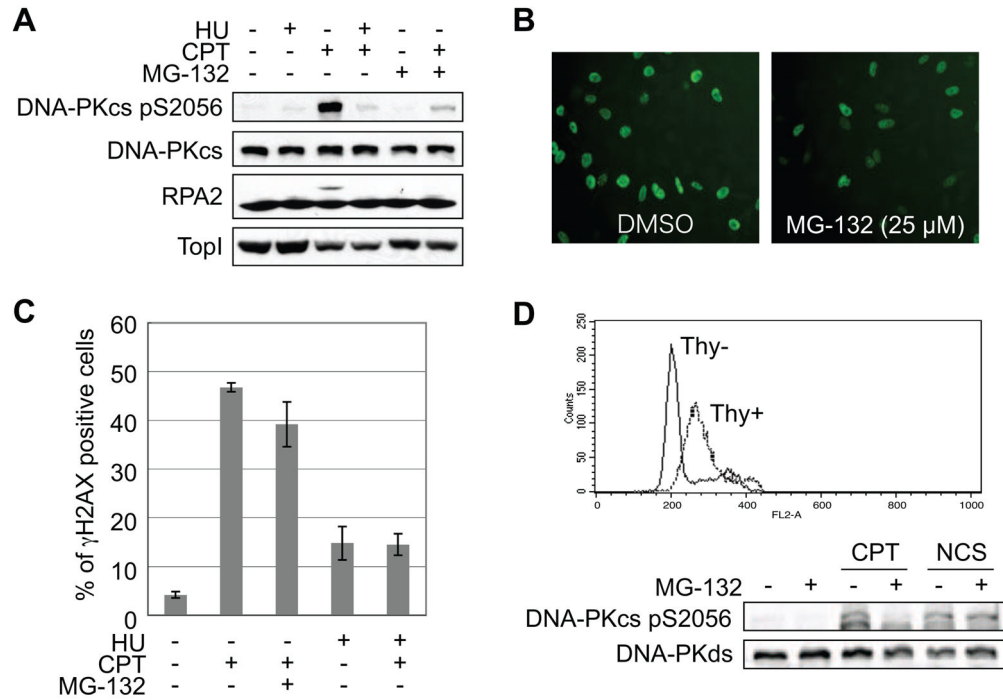 A
HU - + - + - -
CPT - - + + - +
MG-132 - - - - + +
DNA-PKcs pS2056
DNA-PKcs
RPA2
TopI
B
DMSO
MG-132 (25 µM)
C
% of γH2AX positive cells
60
50
40
30
20
10
0
HU - - - + +
CPT - + + - +
MG-132 - - + - -
D
Counts
250
200
150
100
50
0
Thy-
Thy+
0 200 400 600 800 1000
FL2-A
CPT NCS
MG-132 - + - + - +
DNA-PKcs pS2056
DNA-PKds